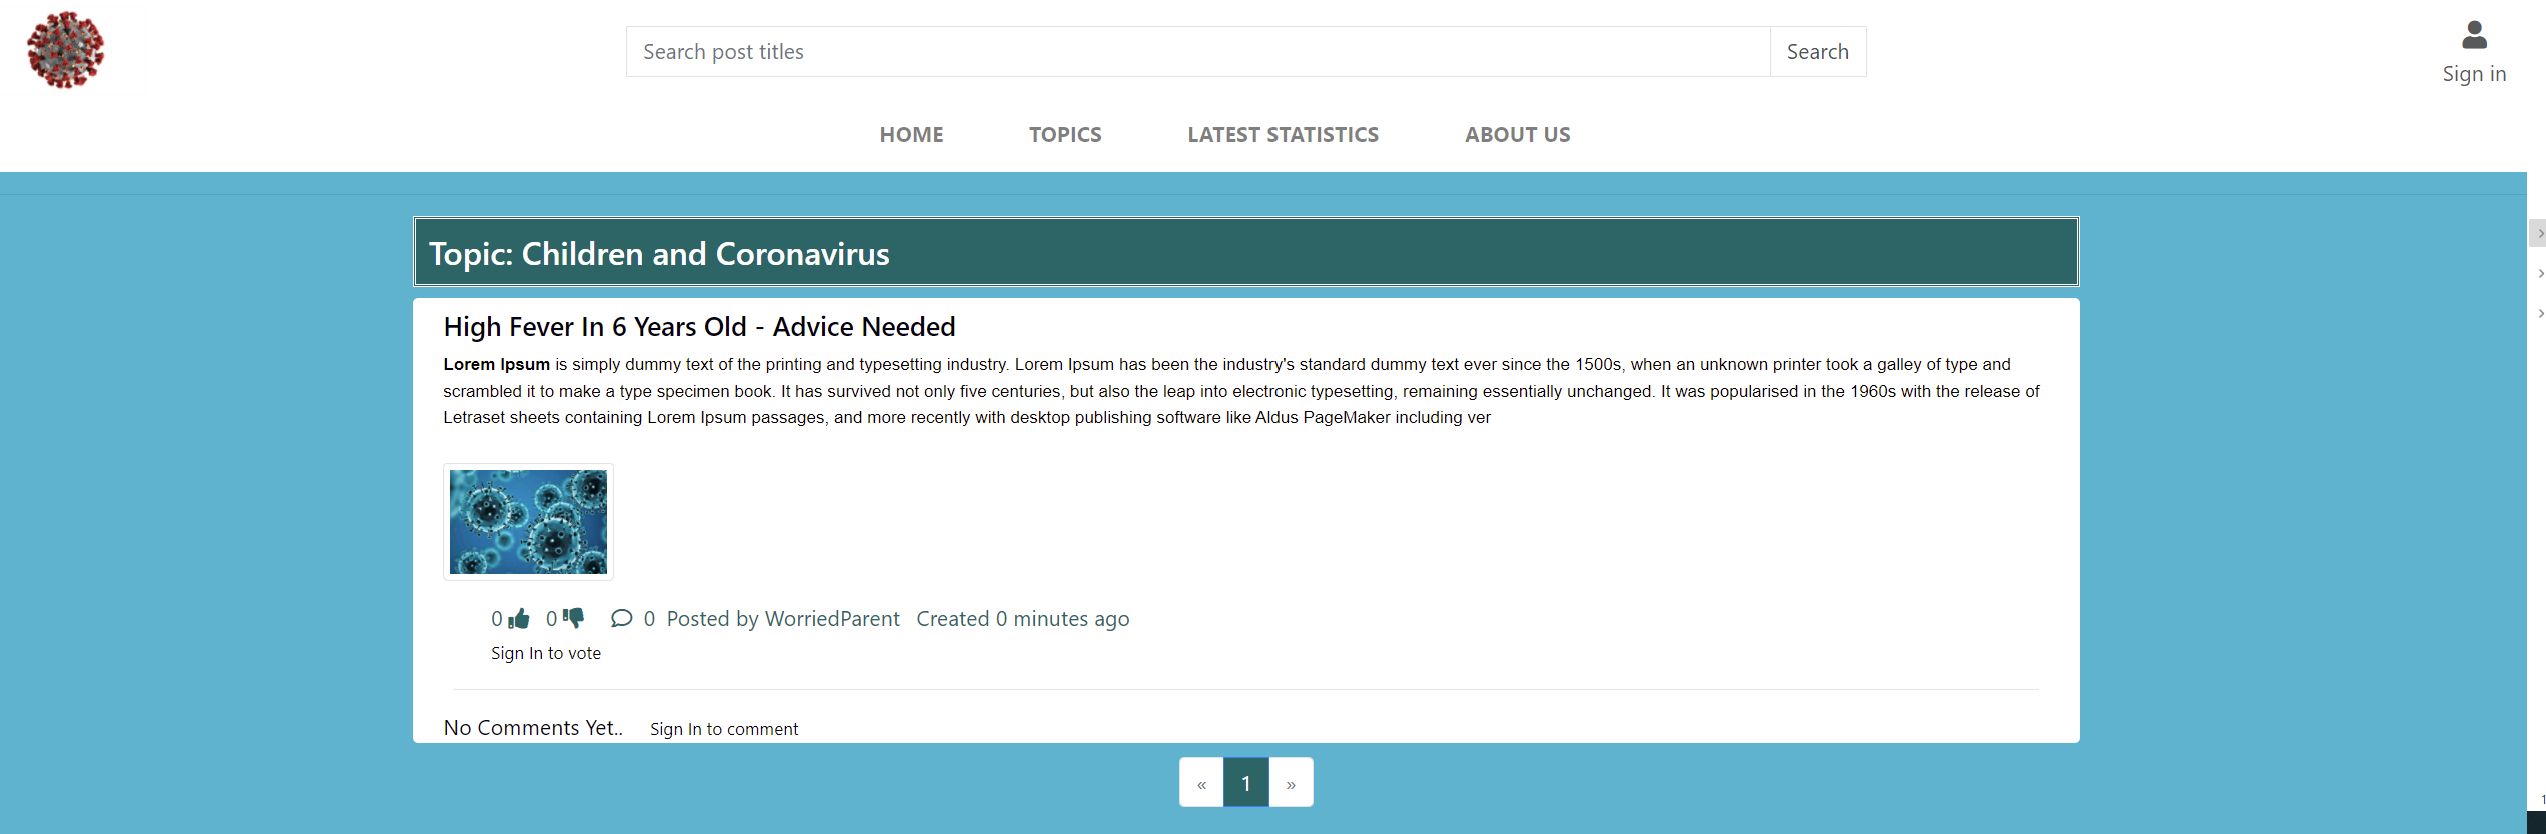 Search post titles
Search
Sign in
HOME TOPICS LATEST STATISTICS ABOUT US
Topic: Children and Coronavirus
High Fever In 6 Years Old - Advice Needed
Lorem Ipsum is simply dummy text of the printing and typesetting industry. Lorem Ipsum has been the industry's standard dummy text ever since the 1500s, when an unknown printer took a galley of type and
scrambled it to make a type specimen book. It has survived not only five centuries, but also the leap into electronic typesetting, remaining essentially unchanged. It was popularised in the 1960s with the release of
Letraset sheets containing Lorem Ipsum passages, and more recently with desktop publishing software like Aldus PageMaker including ver
0 0 0 Posted by WorriedParent Created 0 minutes ago
Sign In to vote
No Comments Yet.. Sign In to comment
« 1 »
1